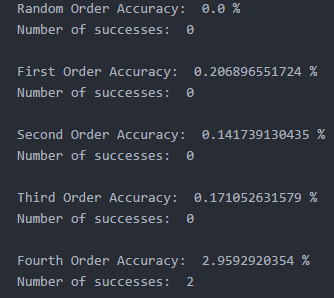 Random Order Accuracy:  0.0 %
Number of successes:  0
First Order Accuracy:  0.206896551724 %
Number of successes:  0
Second Order Accuracy:  0.141739130435 %
Number of successes:  0
Third Order Accuracy:  0.171052631579 %
Number of successes:  0
Fourth Order Accuracy:  2.9592920354 %
Number of successes:  2